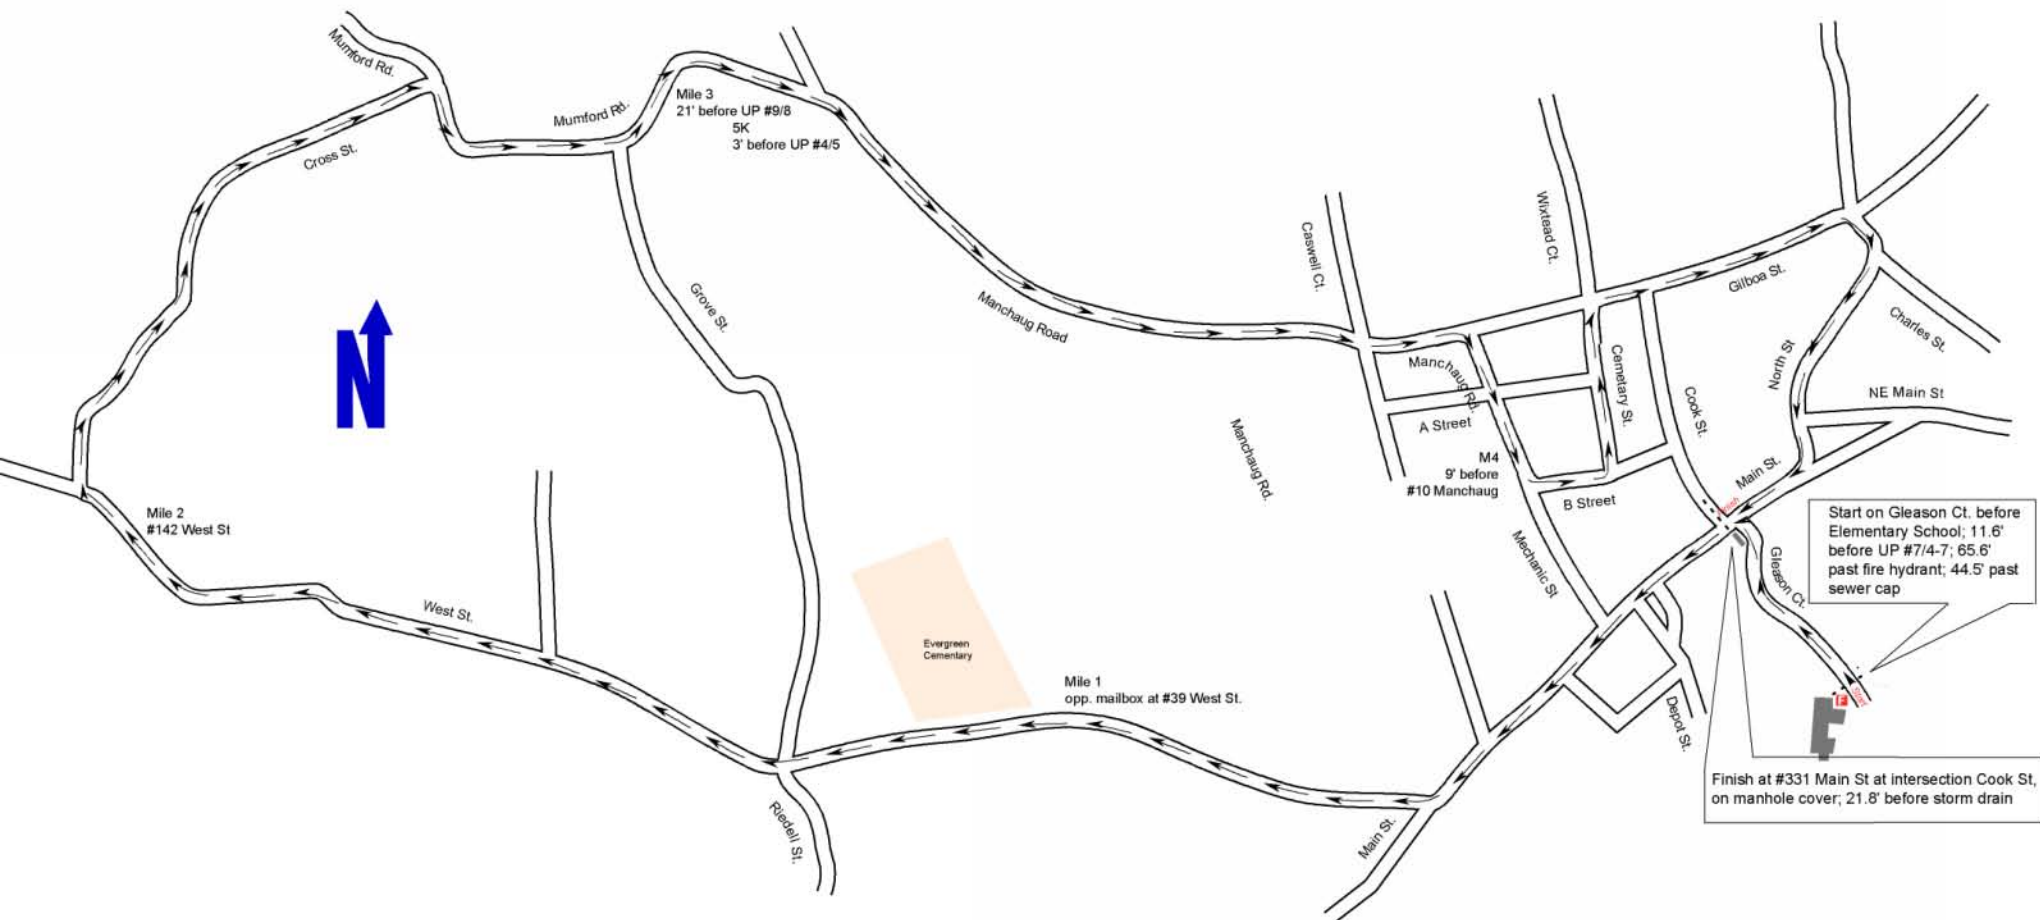 Mumford Rd.
Mumford Rd.
Mile 3
21' before UP #9/8
5K
3' before UP #4/5
Cross St.
Grove St.
Manchaug Road
Caswell Ct.
Wixtead Ct.
Gilboa St.
Charles St.
North St
NE Main St
Manchaug Rd.
A Street
Cemetary St.
Cook St.
Manchaug Rd.
M4
9' before
#10 Manchaug
B Street
Main St.
Finish
Mile 2
#142 West St
N
Start on Gleason Ct. before
Elementary School; 11.6'
before UP #7/4-7; 65.6'
past fire hydrant; 44.5' past
sewer cap
Gleason Ct.
Mechanic St
West St.
Evergreen
Cementary
Mile 1
opp. mailbox at #39 West St.
Depot St.
F
Start
Finish at #331 Main St at intersection Cook St,
on manhole cover; 21.8' before storm drain
Riedell St.
Main St.